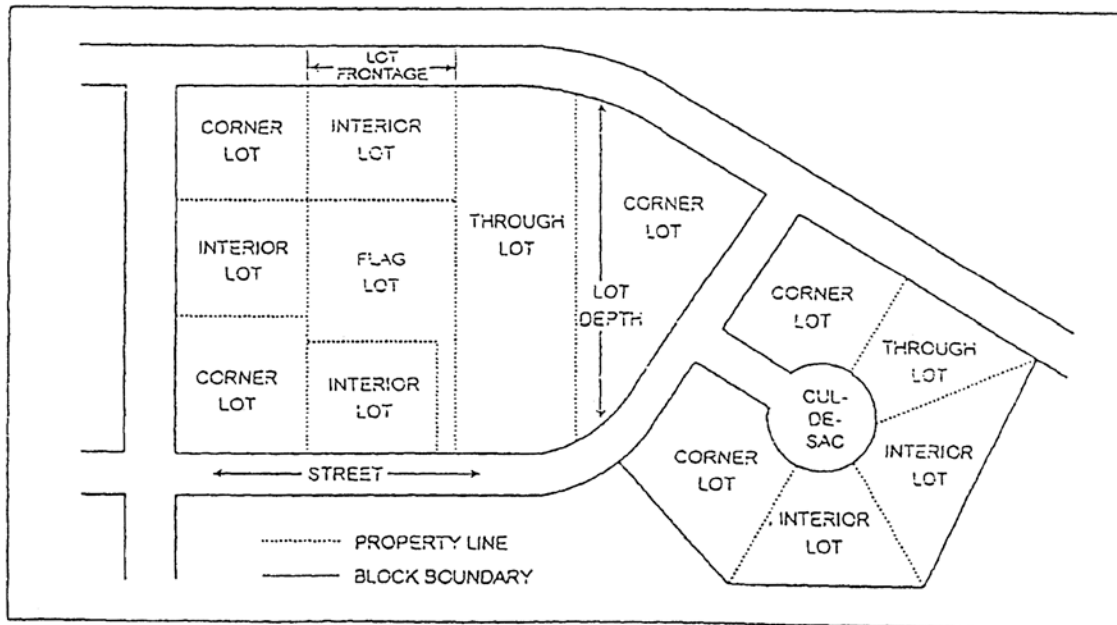 LOT
FRONTAGE
CORNER
LOT
INTERIOR
LOT
THROUGH
LOT
CORNER
LOT
INTERIOR
LOT
FLAG
LOT
LOT
DEPTH
CORNER
LOT
INTERIOR
LOT
CORNER
LOT
THROUGH
LOT
CUL-
DE-
SAC
CORNER
LOT
INTERIOR
LOT
INTERIOR
LOT
STREET
PROPERTY LINE
BLOCK BOUNDARY